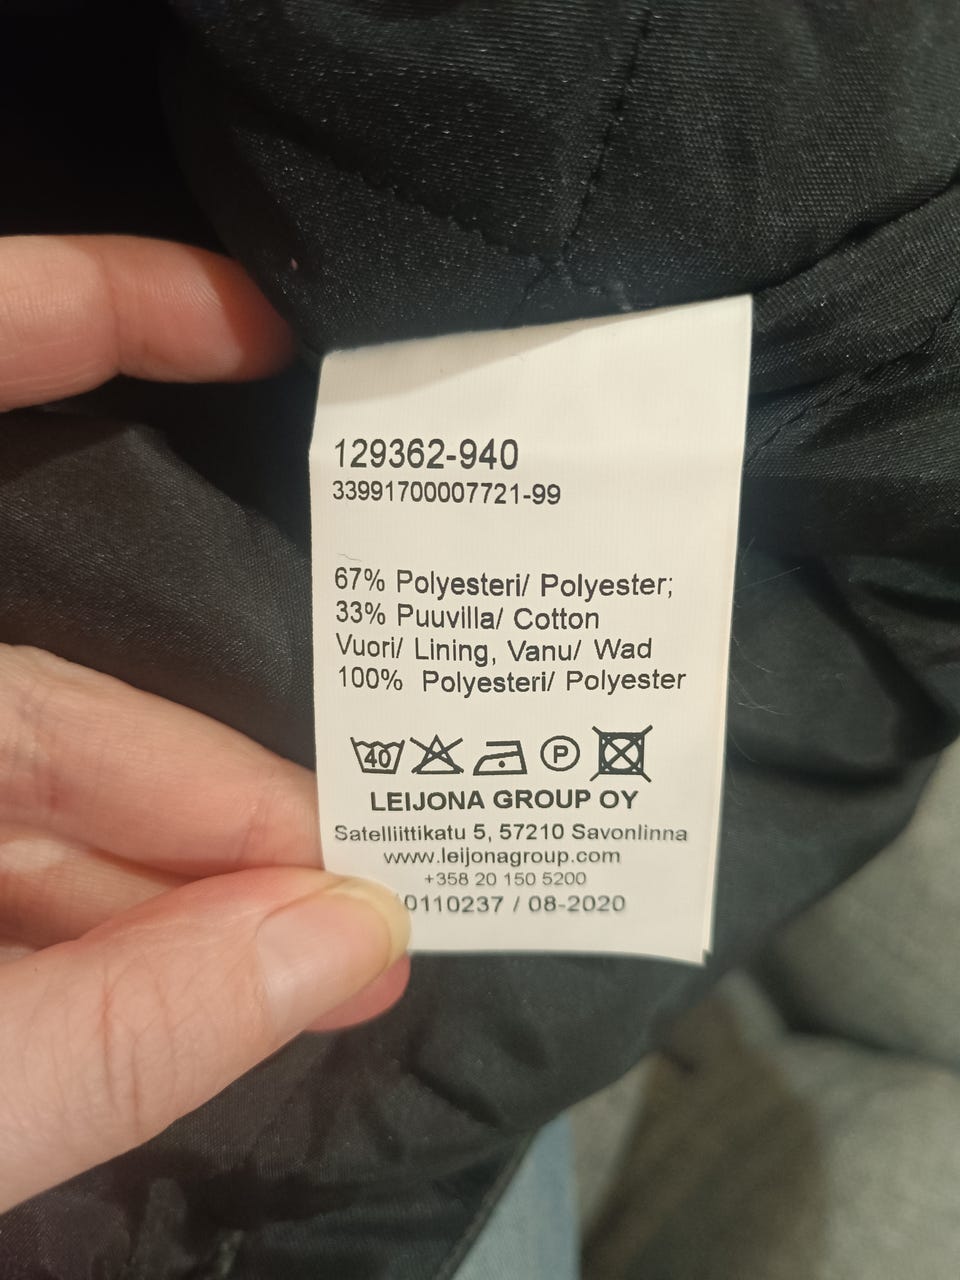 129362-940
33991700007721-99
67% Polyesteri/ Polyester;
33% Puuvilla/ Cotton
Vuori/ Lining, Vanu/ Wad
100% Polyesteri/ Polyester
40
P
LEIJONA GROUP OY
Satelliittikatu 5, 57210 Savonlinna
www.leijonagroup.com
+358 20 150 5200
0110237 / 08-2020